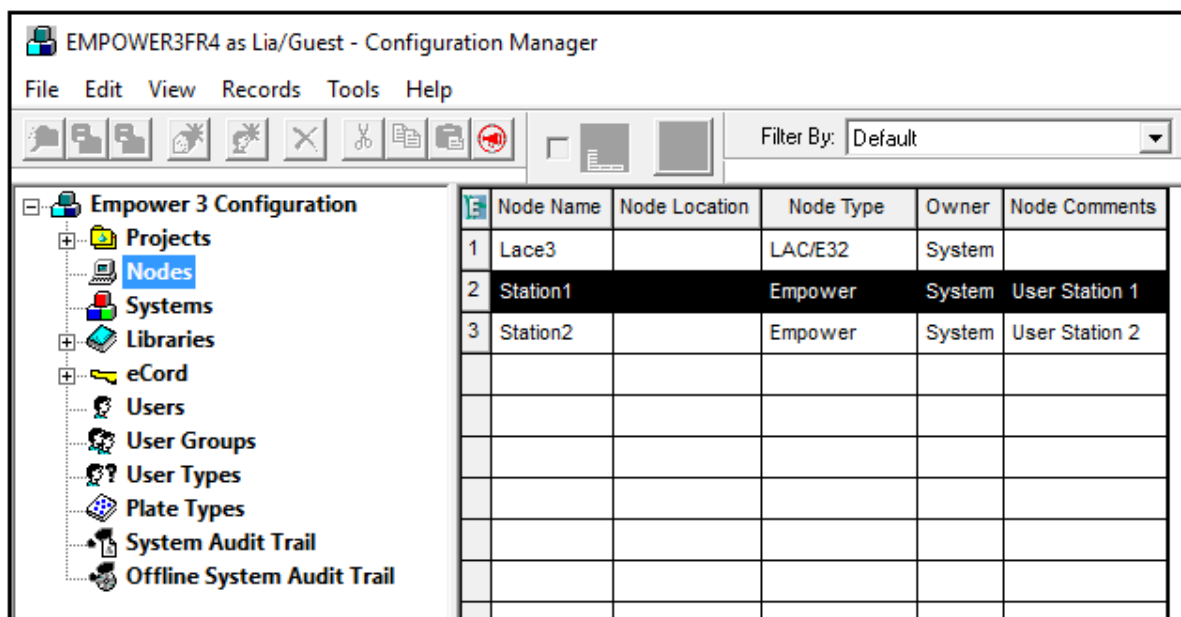 EMPOWER3FR4 as Lia/Guest - Configuration Manager
File Edit View Records Tools Help
Filter By: Default
Empower 3 Configuration
Projects
Nodes
Systems
Libraries
eCord
Users
User Groups
User Types
Plate Types
System Audit Trail
Offline System Audit Trail
Node Name Node Location Node Type Owner Node Comments
1 Lace3 LAC/E32 System
2 Station1 Empower System User Station 1
3 Station2 Empower System User Station 2